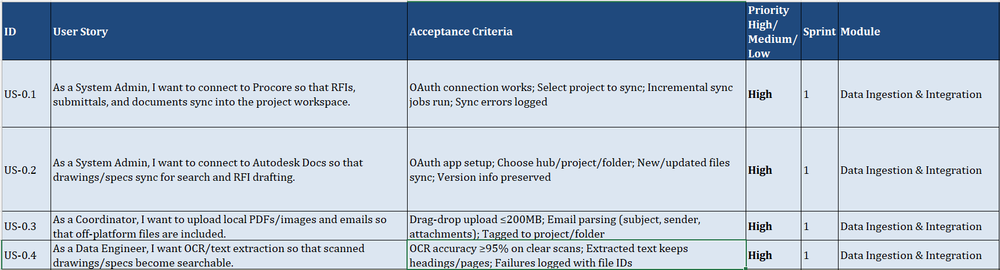 ID
User Story
Acceptance Criteria
Priority
High/
Medium/
Low
Sprint
Module
US-0.1
As a System Admin, I want to connect to Procore so that RFIs,
submittals, and documents sync into the project workspace.
OAuth connection works; Select project to sync; Incremental sync
jobs run; Sync errors logged
High
1
Data Ingestion & Integration
US-0.2
As a System Admin, I want to connect to Autodesk Docs so that
drawings/specs sync for search and RFI drafting.
OAuth app setup; Choose hub/project/folder; New/updated files
sync; Version info preserved
High
1
Data Ingestion & Integration
US-0.3
As a Coordinator, I want to upload local PDFs/images and emails so
that off-platform files are included.
Drag-drop upload ≤200MB; Email parsing (subject, sender,
attachments); Tagged to project/folder
High
1
Data Ingestion & Integration
US-0.4
As a Data Engineer, I want OCR/text extraction so that scanned
drawings/specs become searchable.
OCR accuracy ≥95% on clear scans; Extracted text keeps
headings/pages; Failures logged with file IDs
High
1
Data Ingestion & Integration